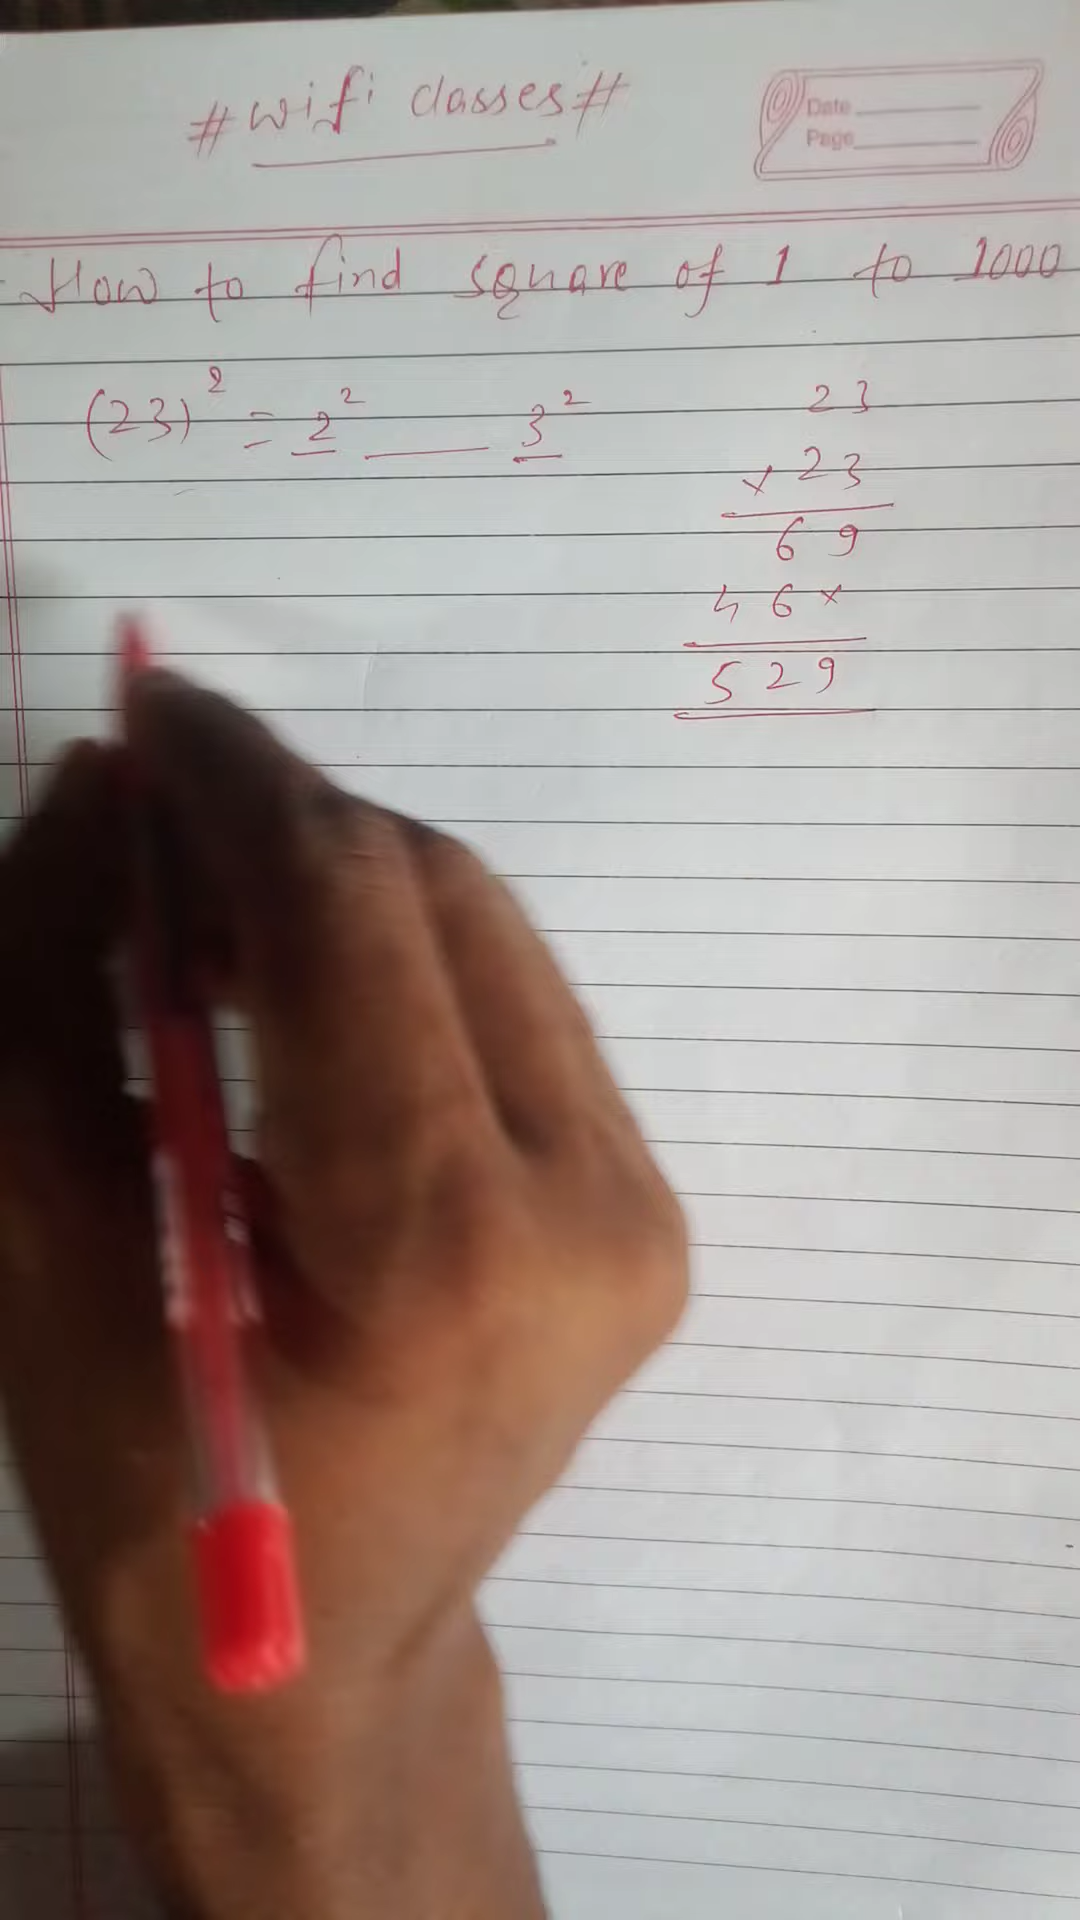 #wifi classes#
Date
Page
How to find square of 1 to 1000
(23)² = 2² ___ 3²
23
× 23
69
46×
529